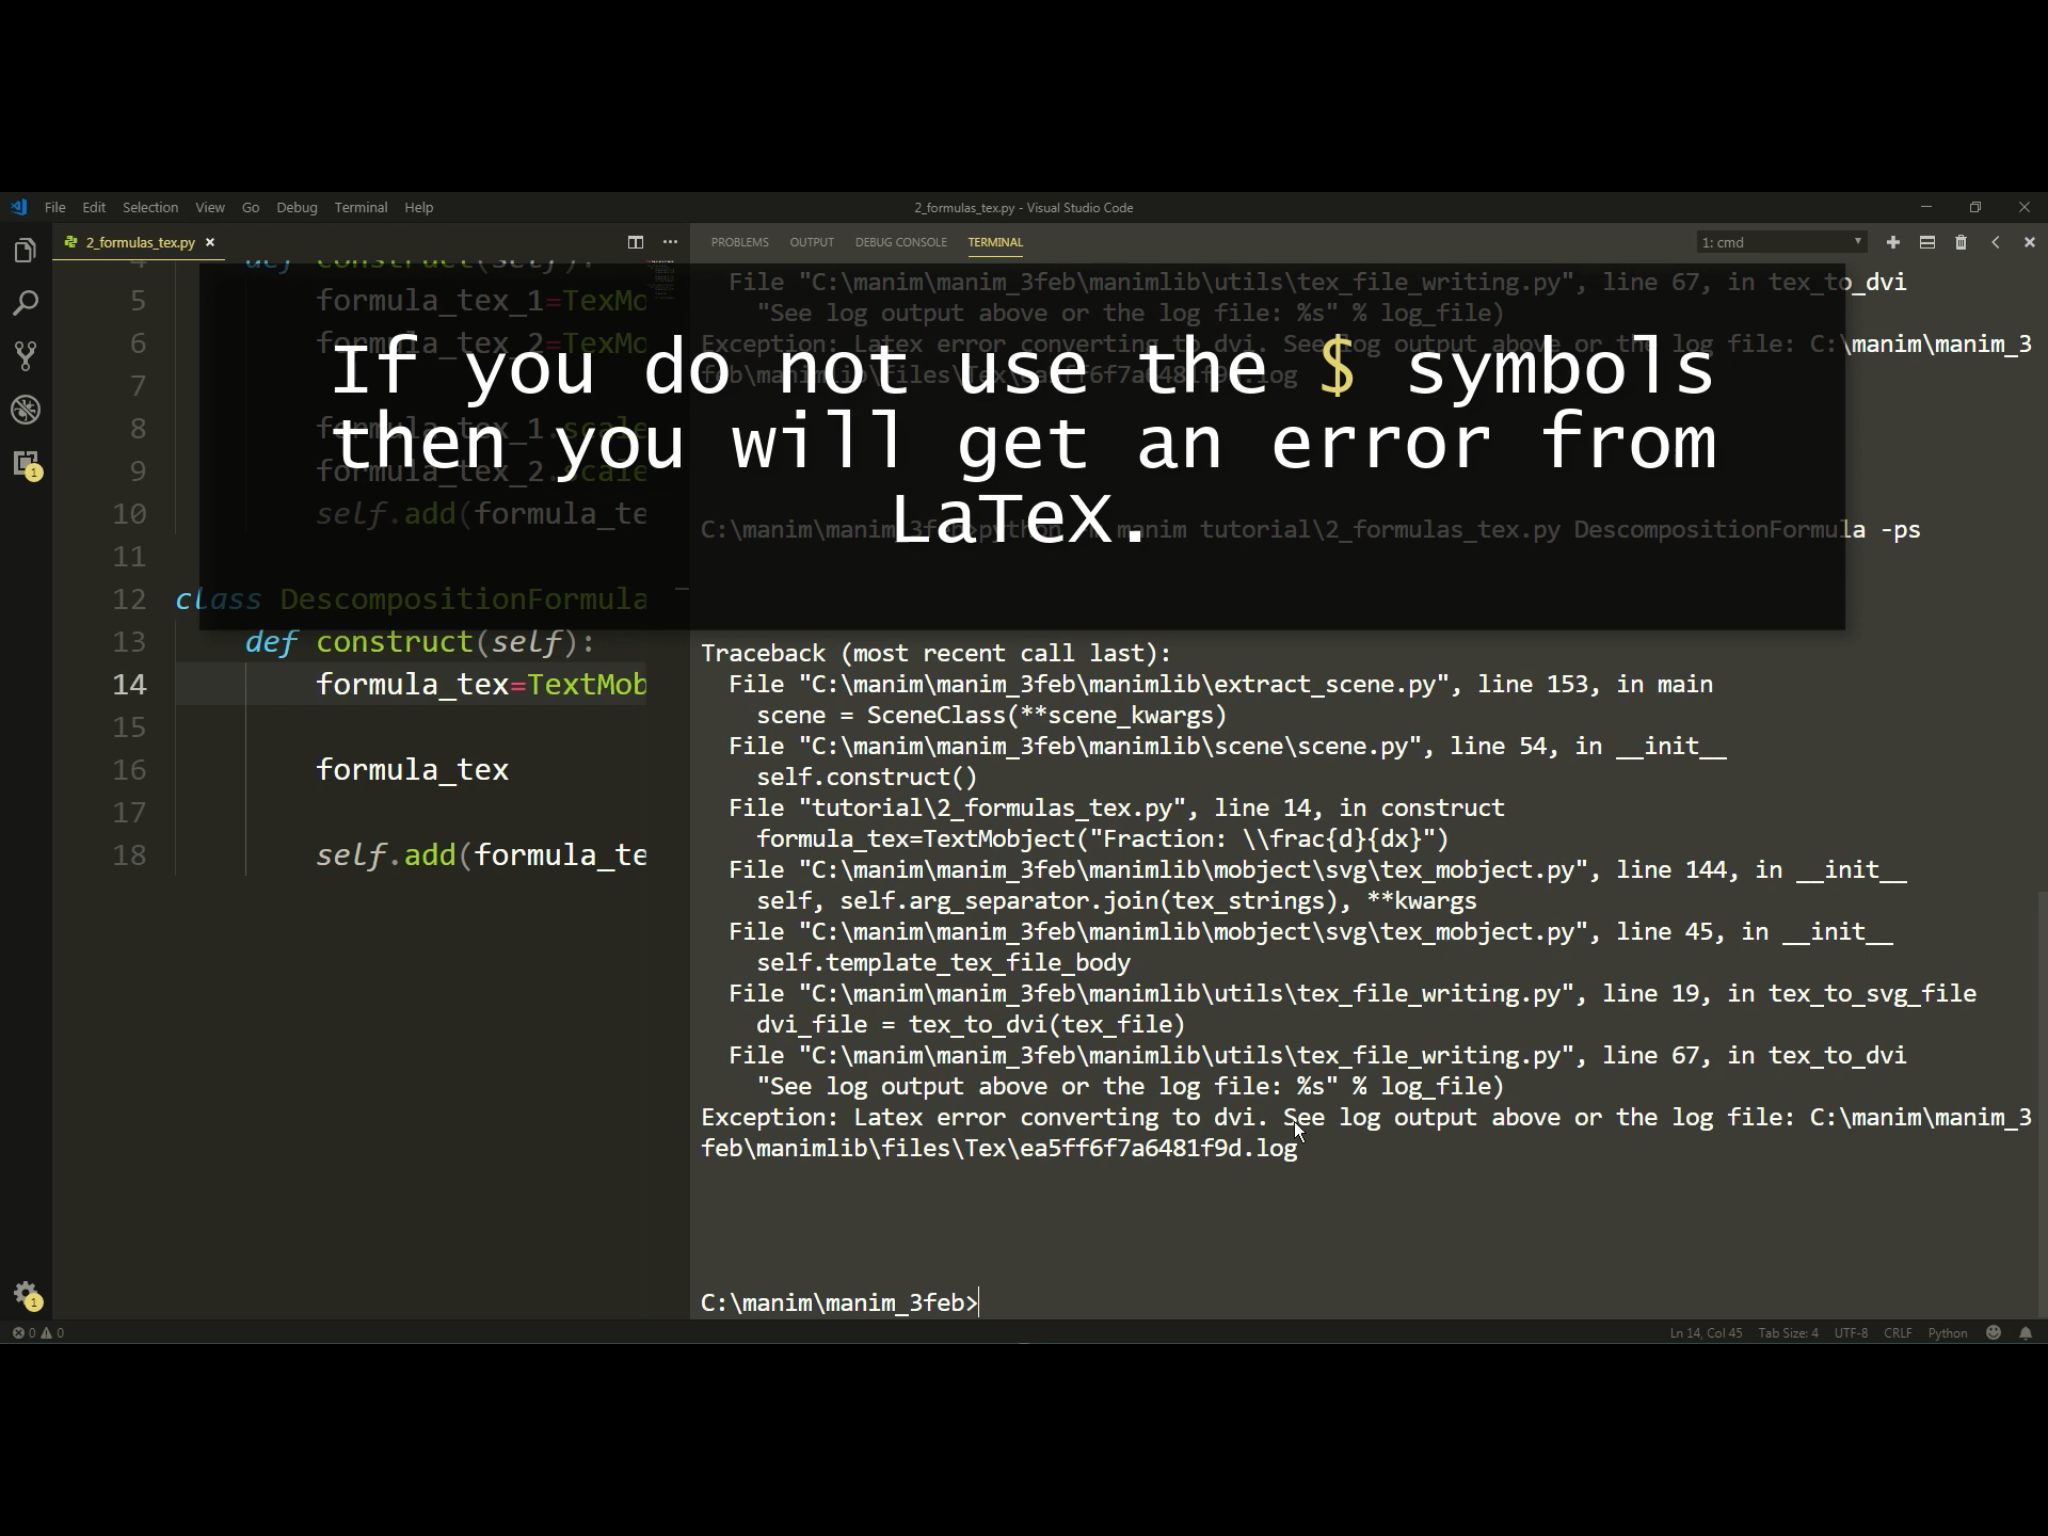 File Edit Selection View Go Debug Terminal Help
2_formulas_tex.py - Visual Studio Code
2_formulas_tex.py
PROBLEMS OUTPUT DEBUG CONSOLE TERMINAL
1: cmd
4 def construct(self):
5 formula_tex_1=TexMo
6 formula_tex_2=TexMo
7
8 formula_tex_1.scale
9 formula_tex_2.scale
10 self.add(formula_te
11
12 class DescompositionFormula
13 def construct(self):
14 formula_tex=TextMob
15
16 formula_tex
17
18 self.add(formula_te
If you do not use the $ symbols
then you will get an error from
LaTeX.
File "C:\manim\manim_3feb\manimlib\utils\tex_file_writing.py", line 67, in tex_to_dvi
"See log output above or the log file: %s" % log_file)
Exception: Latex error converting to dvi. See log output above or the log file: C:\manim\manim_3
feb\manimlib\files\Tex\ea5ff6f7a6481f9d.log
C:\manim\manim_3feb>python -m manim tutorial\2_formulas_tex.py DescompositionFormula -ps
Traceback (most recent call last):
File "C:\manim\manim_3feb\manimlib\extract_scene.py", line 153, in main
scene = SceneClass(**scene_kwargs)
File "C:\manim\manim_3feb\manimlib\scene\scene.py", line 54, in __init__
self.construct()
File "tutorial\2_formulas_tex.py", line 14, in construct
formula_tex=TextMobject("Fraction: \\frac{d}{dx}")
File "C:\manim\manim_3feb\manimlib\mobject\svg\tex_mobject.py", line 144, in __init__
self, self.arg_separator.join(tex_strings), **kwargs
File "C:\manim\manim_3feb\manimlib\mobject\svg\tex_mobject.py", line 45, in __init__
self.template_tex_file_body
File "C:\manim\manim_3feb\manimlib\utils\tex_file_writing.py", line 19, in tex_to_svg_file
dvi_file = tex_to_dvi(tex_file)
File "C:\manim\manim_3feb\manimlib\utils\tex_file_writing.py", line 67, in tex_to_dvi
"See log output above or the log file: %s" % log_file)
Exception: Latex error converting to dvi. See log output above or the log file: C:\manim\manim_3
feb\manimlib\files\Tex\ea5ff6f7a6481f9d.log
C:\manim\manim_3feb>
1
1
0 0
Ln 14, Col 45 Tab Size: 4 UTF-8 CRLF Python